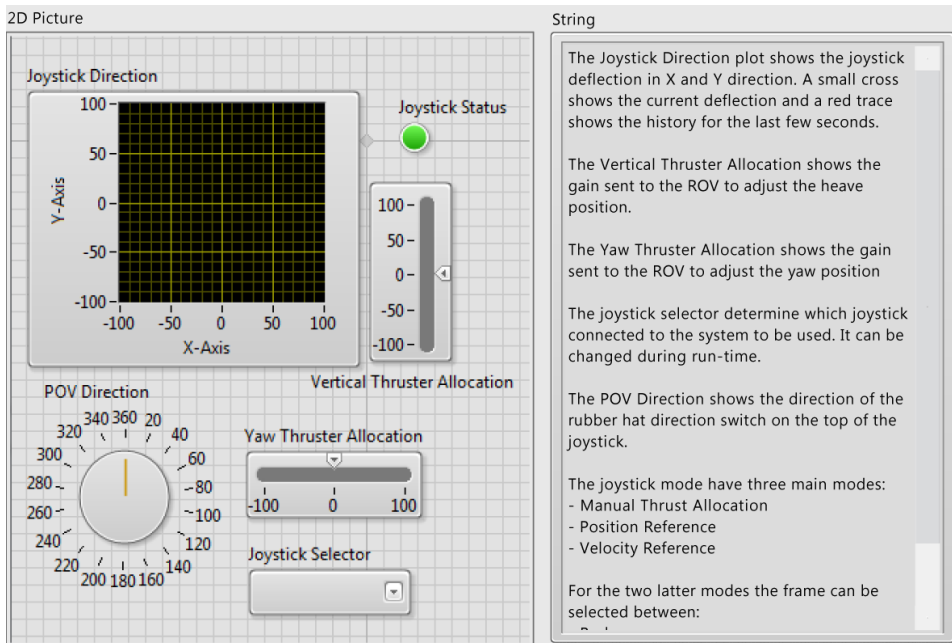 2D Picture
Joystick Direction
100
50
0
-50
-100
Y-Axis
-100 -50 0 50 100
X-Axis
Joystick Status
100
50
0
-50
-100
Vertical Thruster Allocation
POV Direction
340 360 20
320 40
300 60
280 80
260 100
240 120
220 140
200 180 160
Yaw Thruster Allocation
-100 0 100
Joystick Selector
String
The Joystick Direction plot shows the joystick
deflection in X and Y direction. A small cross
shows the current deflection and a red trace
shows the history for the last few seconds.
The Vertical Thruster Allocation shows the
gain sent to the ROV to adjust the heave
position.
The Yaw Thruster Allocation shows the gain
sent to the ROV to adjust the yaw position
The joystick selector determine which joystick
connected to the system to be used. It can be
changed during run-time.
The POV Direction shows the direction of the
rubber hat direction switch on the top of the
joystick.
The joystick mode have three main modes:
- Manual Thrust Allocation
- Position Reference
- Velocity Reference
For the two latter modes the frame can be
selected between: